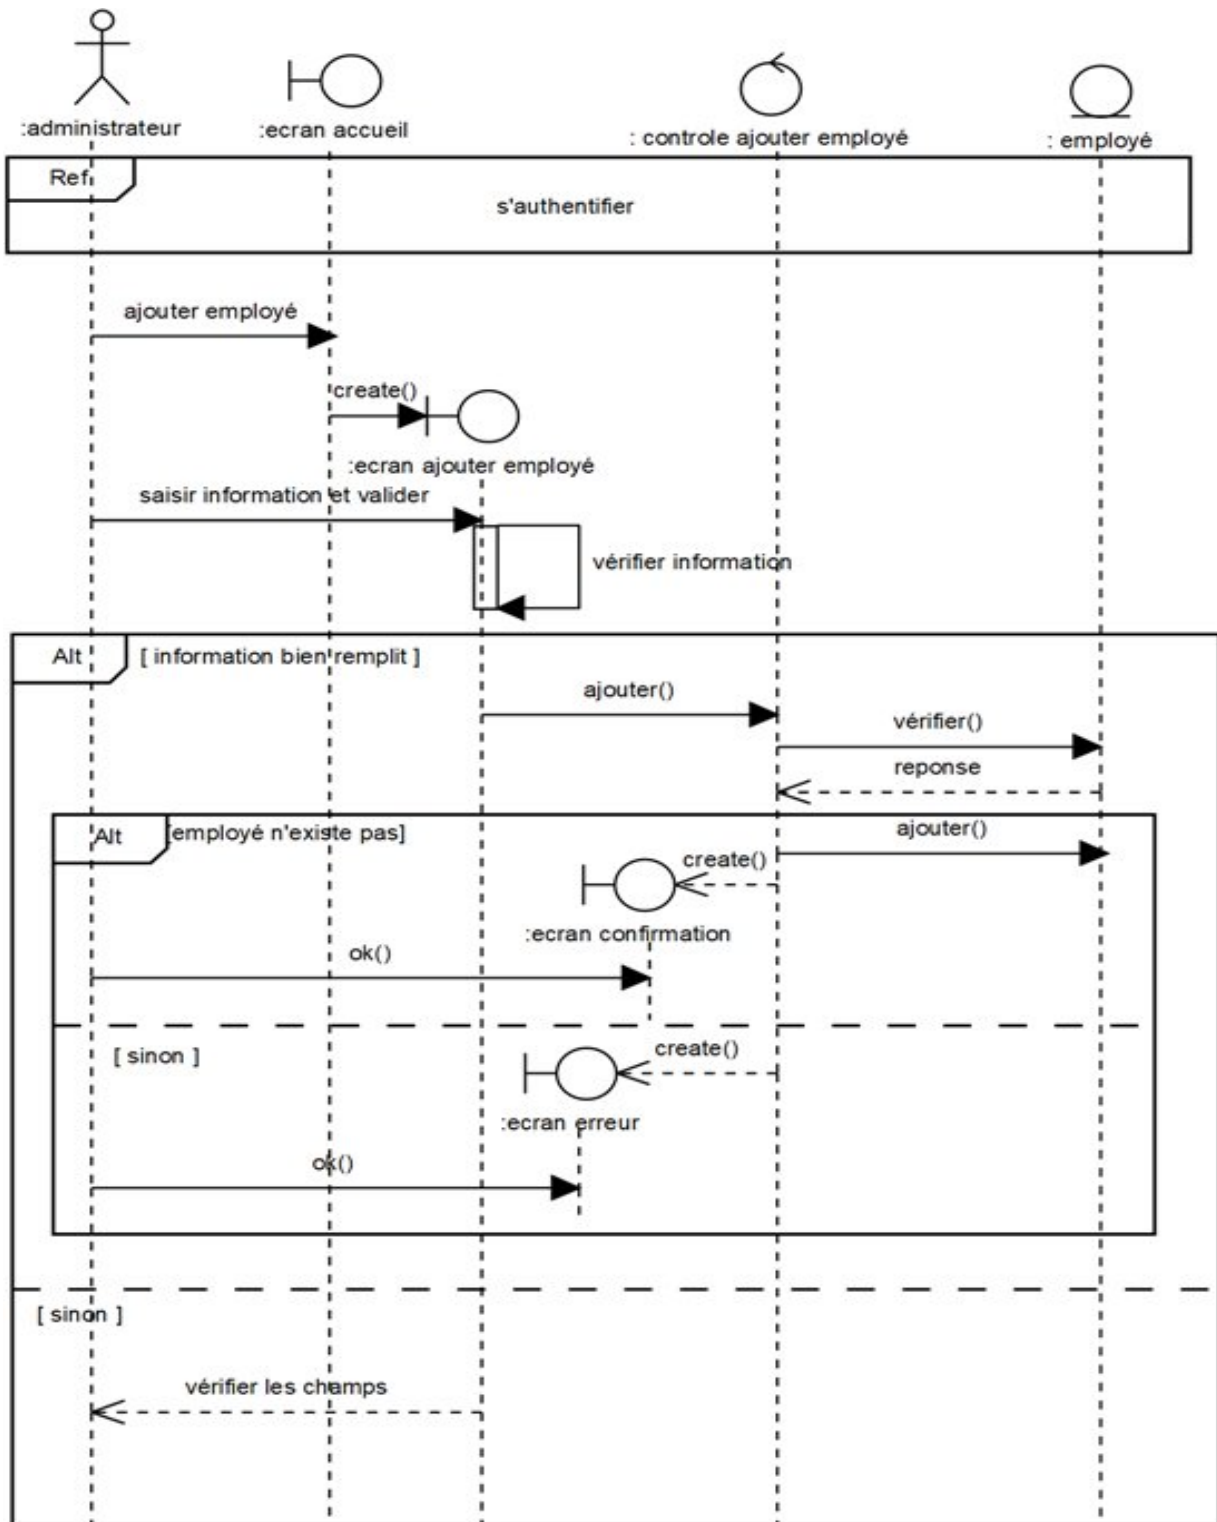 :administrateur
:ecran accueil
: controle ajouter employé
: employé
Ref
s'authentifier
ajouter employé
create()
:ecran ajouter employé
saisir information et valider
vérifier information
Alt
[ information bien remplit ]
ajouter()
vérifier()
reponse
Alt
[employé n'existe pas]
ajouter()
create()
:ecran confirmation
ok()
[ sinon ]
create()
:ecran erreur
ok()
[ sinon ]
vérifier les champs